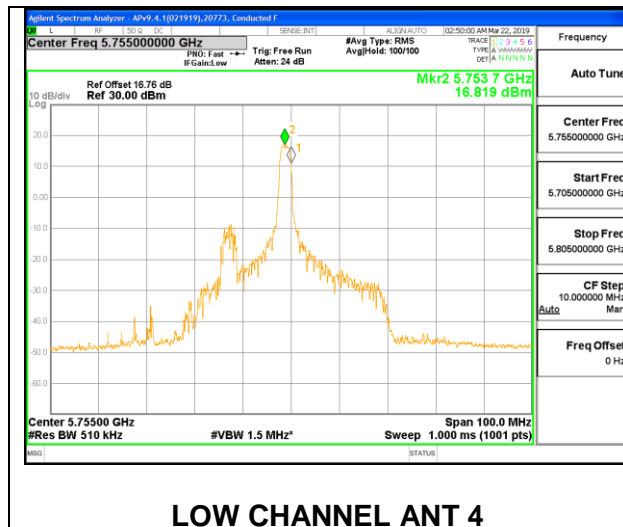 Agilent Spectrum Analyzer - APv9.4.1(021919),20773, Conducted F
L RF 50 Ω DC SENSE:INT ALIGN AUTO 02:50:00 AM Mar 22, 2019
Center Freq 5.755000000 GHz
PNO: Fast
IFGain:Low
Trig: Free Run
Atten: 24 dB
#Avg Type: RMS
Avg|Hold: 100/100
TRACE 1 2 3 4 5 6
TYPE A WWWWW
DET A N N N N N
Frequency
Auto Tune
Center Freq
5.755000000 GHz
Start Freq
5.705000000 GHz
Stop Freq
5.805000000 GHz
CF Step
10.000000 MHz
Auto Man
Freq Offset
0 Hz
Mkr2 5.753 7 GHz
16.819 dBm
Ref Offset 16.76 dB
10 dB/div Ref 30.00 dBm
Log
20.0
10.0
0.00
-10.0
-20.0
-30.0
-40.0
-50.0
-60.0
2
1
Center 5.75500 GHz Span 100.0 MHz
#Res BW 510 kHz #VBW 1.5 MHz* Sweep 1.000 ms (1001 pts)
MSG STATUS
LOW CHANNEL ANT 4